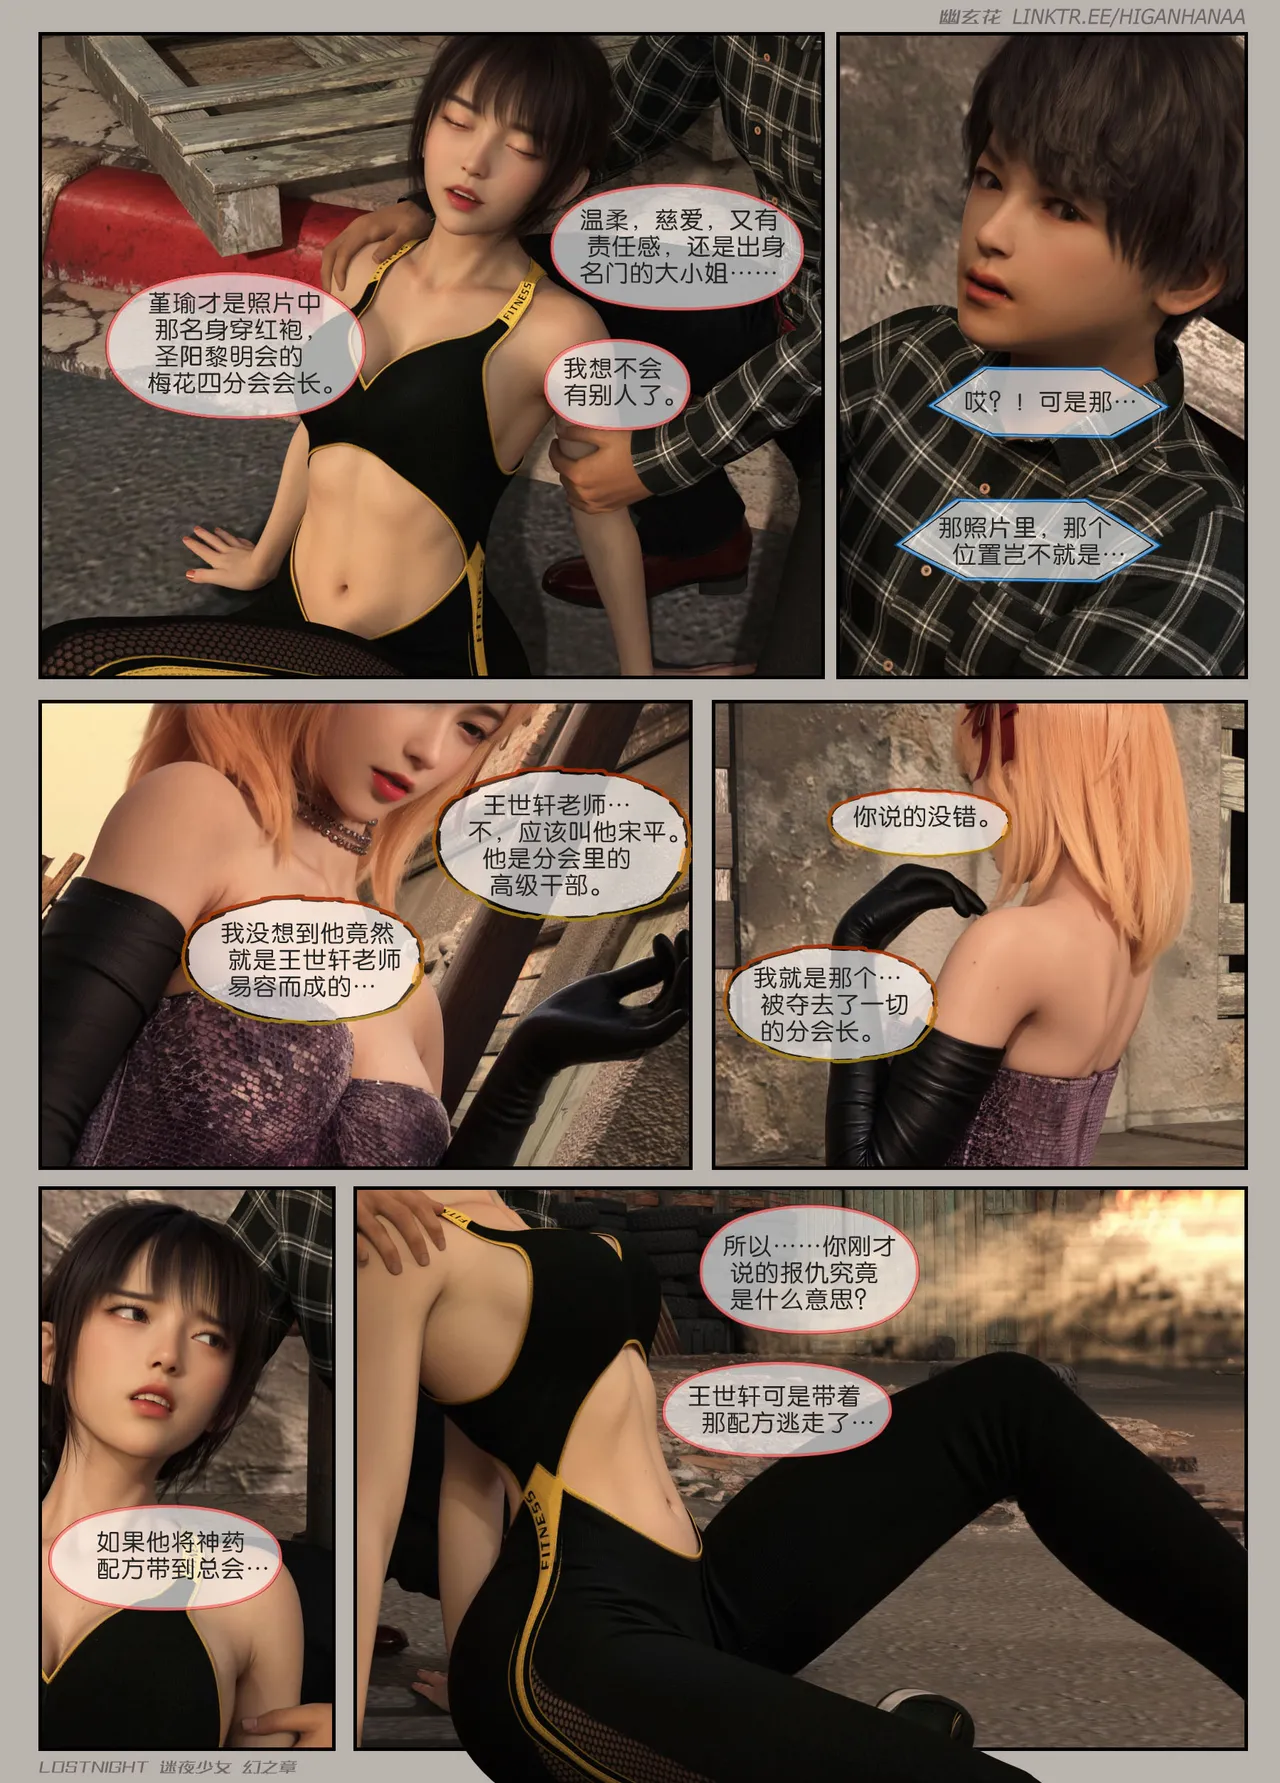 幽玄花 LINKTR.EE/HIGANHANAA
温柔，慈爱，又有
责任感，还是出身
名门的大小姐……
堇瑜才是照片中
那名身穿红袍，
圣阳黎明会的
梅花四分会会长。
我想不会
有别人了。
FITNESS
FITNESS
哎？！可是那…
那照片里，那个
位置岂不就是…
王世轩老师…
不，应该叫他宋平。
他是分会里的
高级干部。
我没想到他竟然
就是王世轩老师
易容而成的…
你说的没错。
我就是那个…
被夺去了一切
的分会长。
如果他将神药
配方带到总会…
所以……你刚才
说的报仇究竟
是什么意思？
王世轩可是带着
那配方逃走了…
FITNESS
LOSTNIGHT 迷夜少女 幻之章